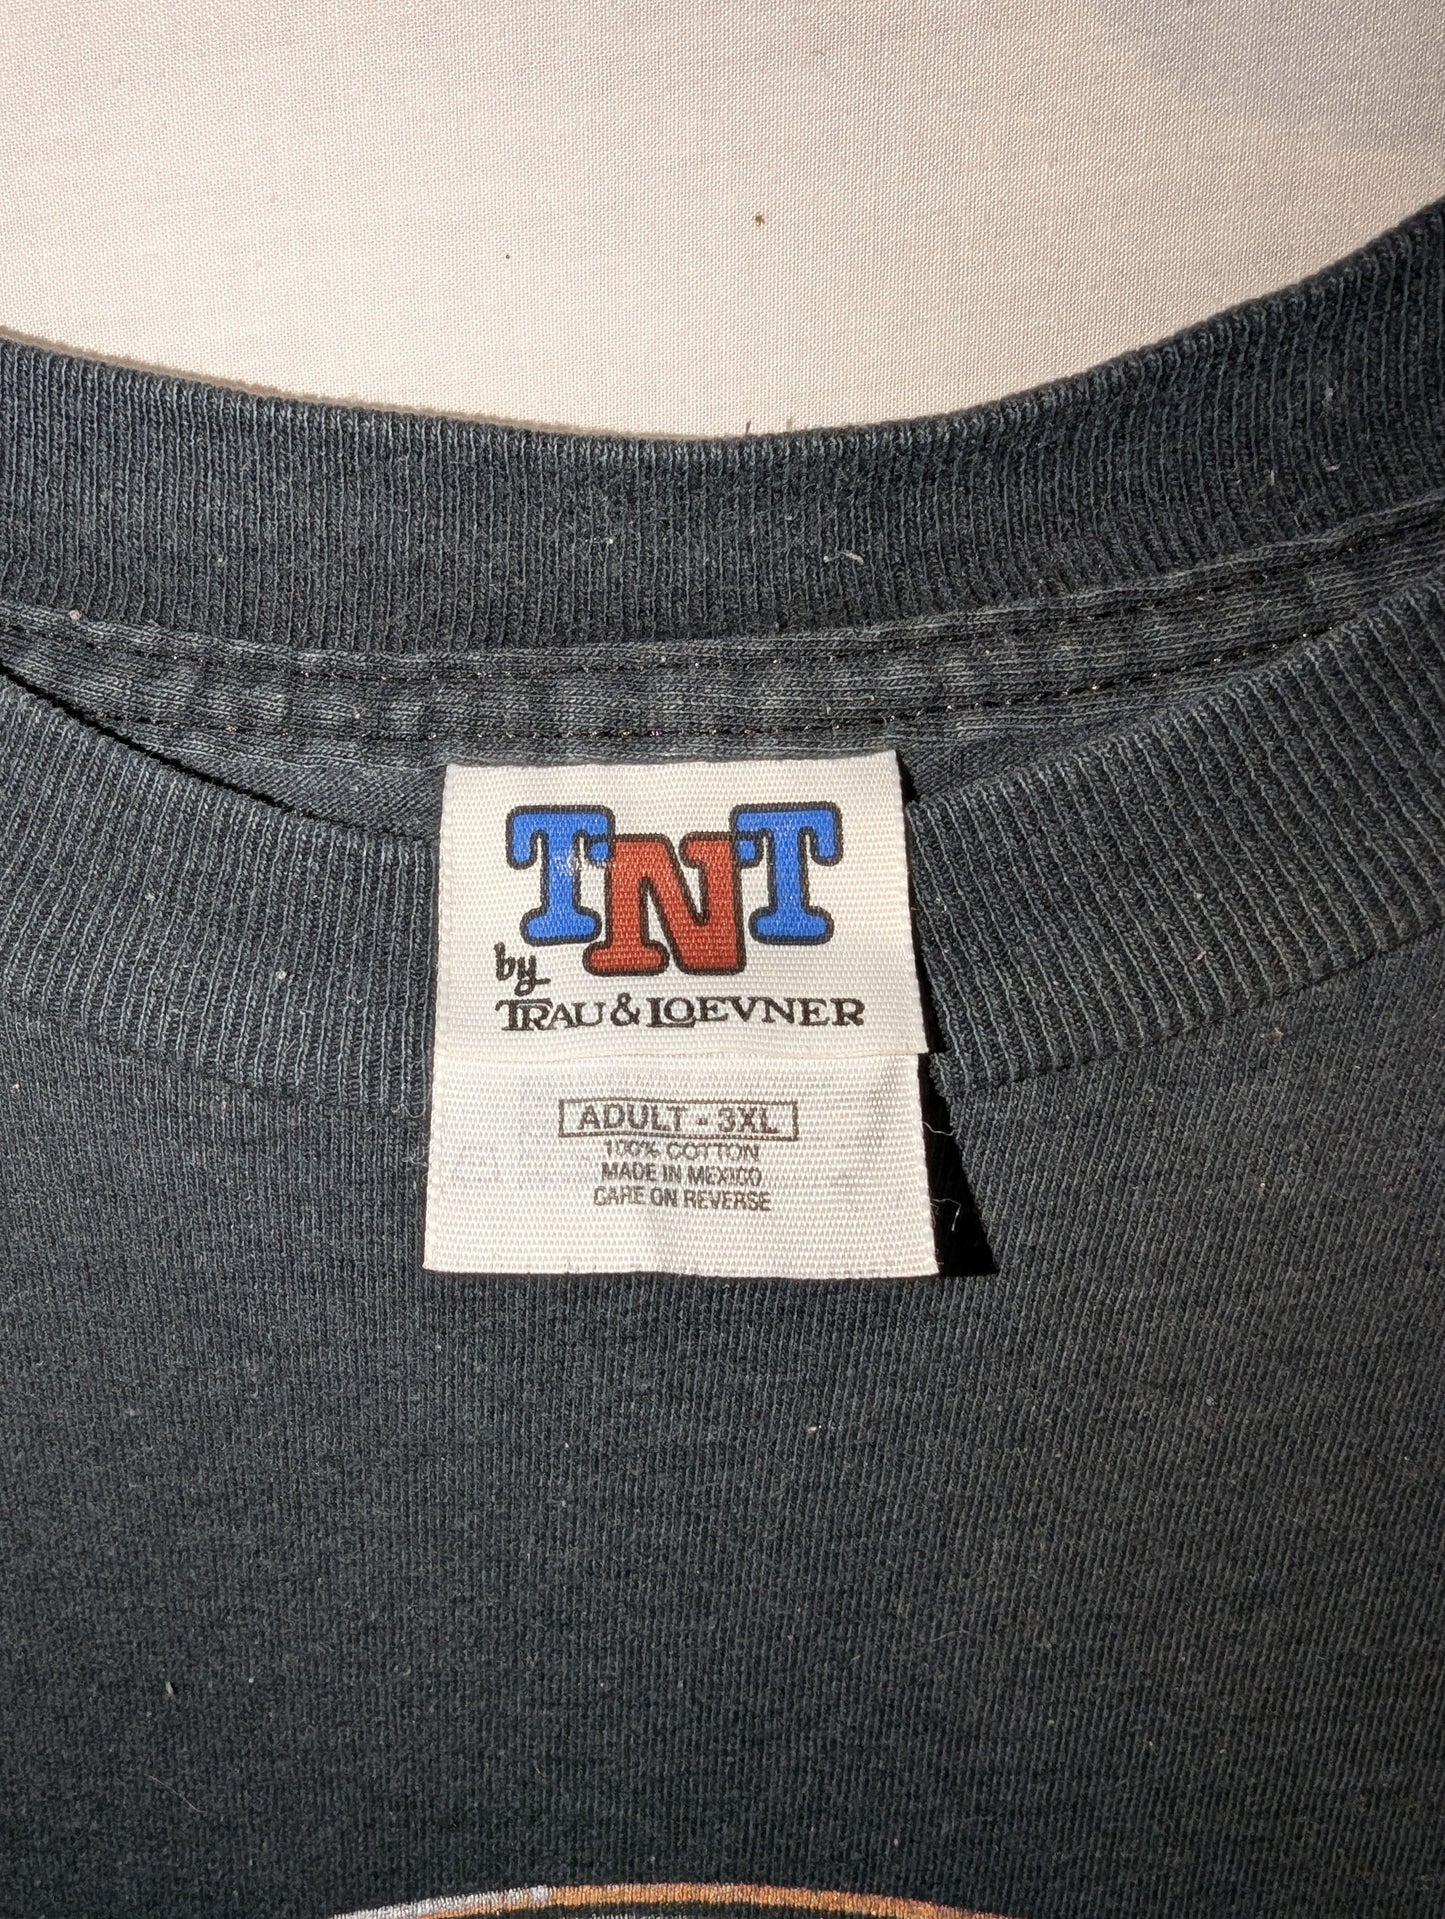 TNT
by
TRAU & LOEVNER
ADULT - 3XL
100% COTTON
MADE IN MEXICO
CARE ON REVERSE